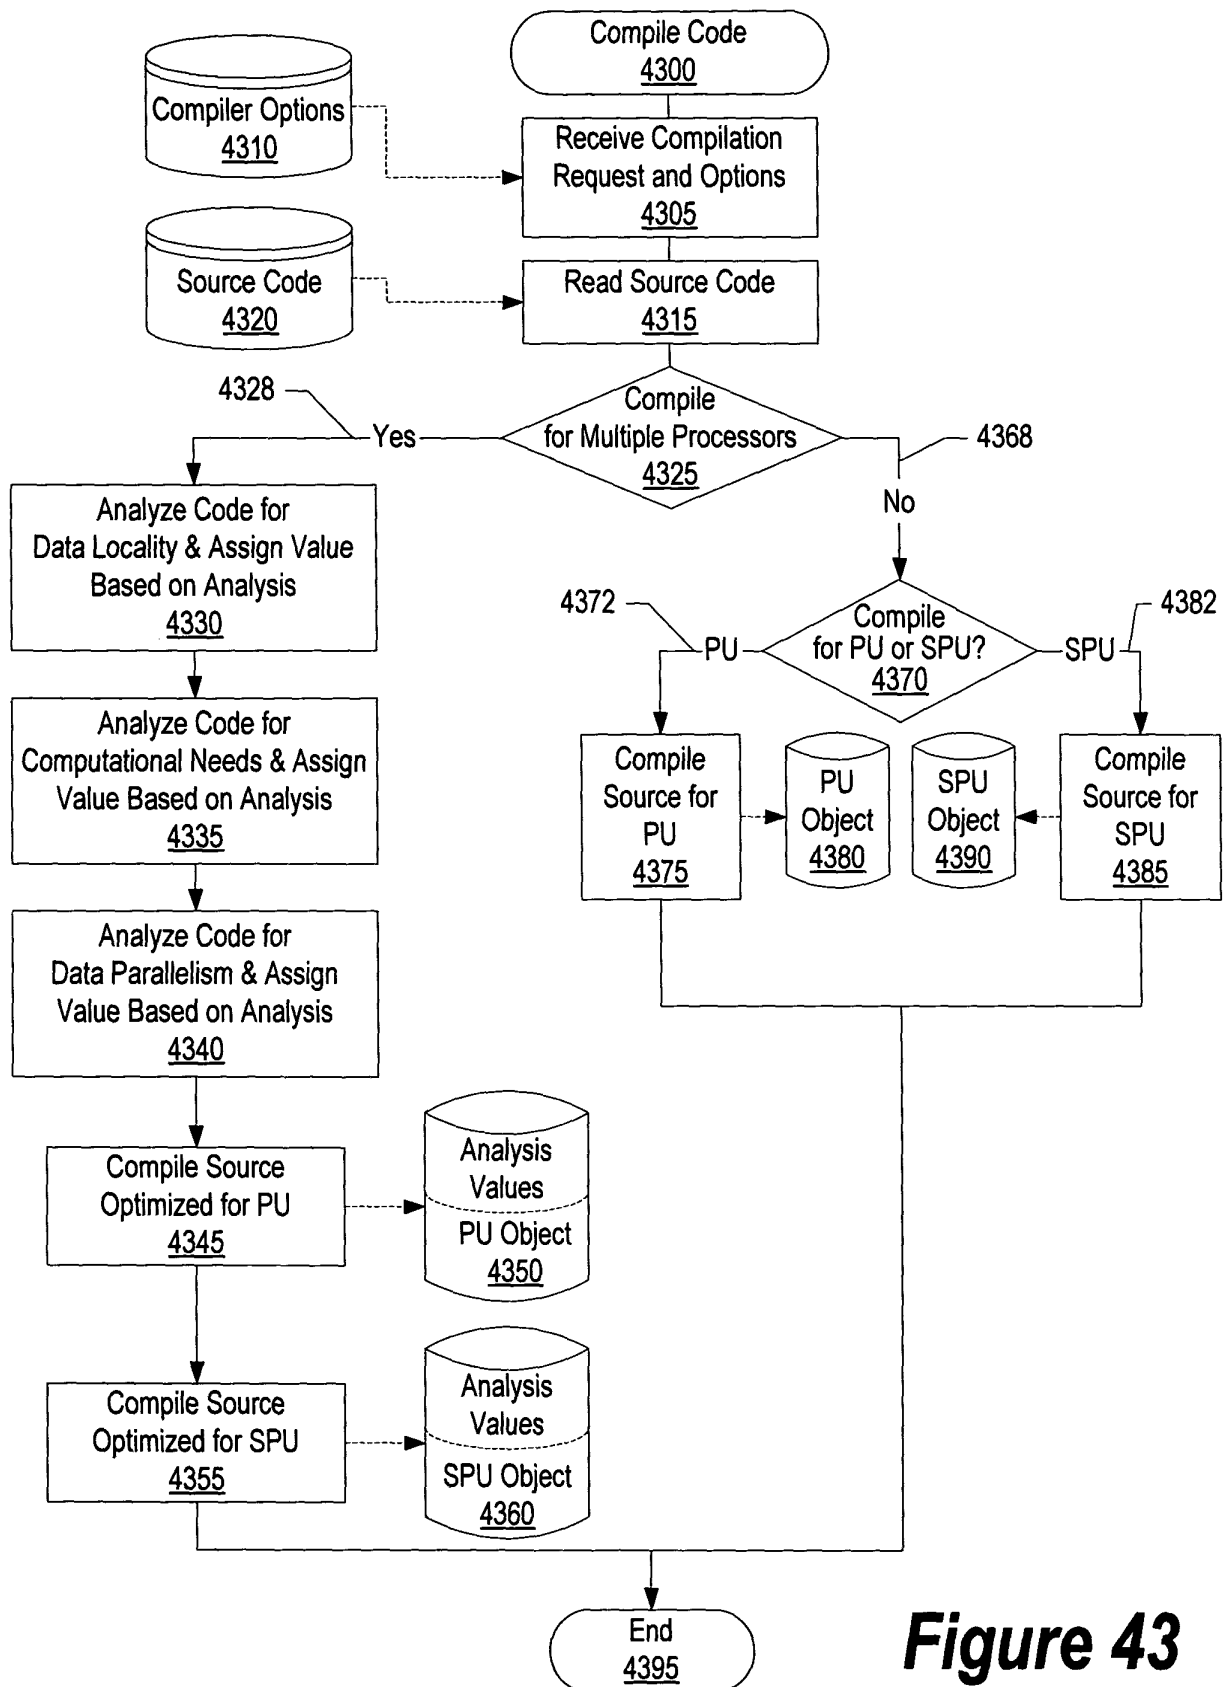 Compile Code
4300
Compiler Options
4310
Receive Compilation
Request and Options
4305
Source Code
4320
Read Source Code
4315
4328
Yes
Compile
for Multiple Processors
4325
4368
No
Analyze Code for
Data Locality & Assign Value
Based on Analysis
4330
4372
PU
Compile
for PU or SPU?
4370
SPU
4382
Analyze Code for
Computational Needs & Assign
Value Based on Analysis
4335
Compile
Source for
PU
4375
PU
Object
4380
SPU
Object
4390
Compile
Source for
SPU
4385
Analyze Code for
Data Parallelism & Assign
Value Based on Analysis
4340
Compile Source
Optimized for PU
4345
Analysis
Values
PU Object
4350
Compile Source
Optimized for SPU
4355
Analysis
Values
SPU Object
4360
End
4395
Figure 43